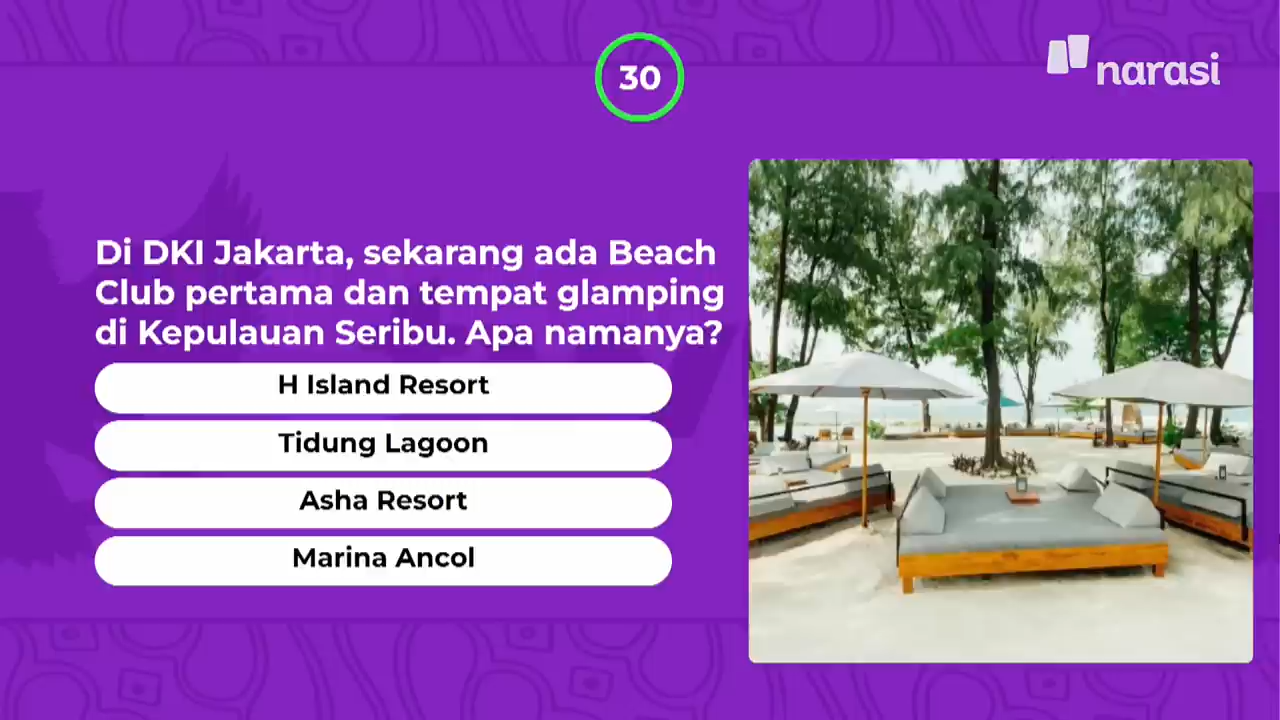 30
narasi
Di DKI Jakarta, sekarang ada Beach
Club pertama dan tempat glamping
di Kepulauan Seribu. Apa namanya?
H Island Resort
Tidung Lagoon
Asha Resort
Marina Ancol